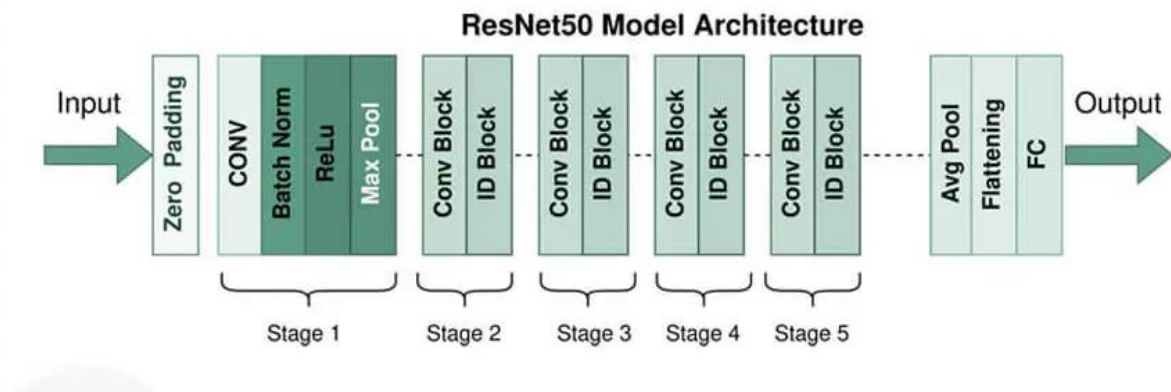 ResNet50 Model Architecture
Input
Zero Padding
CONV
Batch Norm
ReLu
Max Pool
Conv Block
ID Block
Conv Block
ID Block
Conv Block
ID Block
Conv Block
ID Block
Avg Pool
Flattening
FC
Output
Stage 1
Stage 2
Stage 3
Stage 4
Stage 5